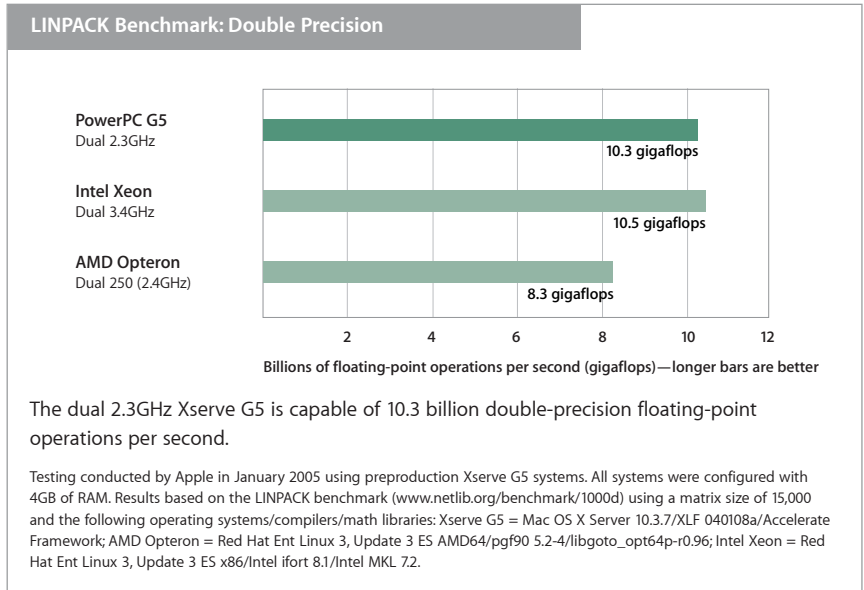 LINPACK Benchmark: Double Precision
PowerPC G5
Dual 2.3GHz
10.3 gigaflops
Intel Xeon
Dual 3.4GHz
10.5 gigaflops
AMD Opteron
Dual 250 (2.4GHz)
8.3 gigaflops
2 4 6 8 10 12
Billions of floating-point operations per second (gigaflops)—longer bars are better
The dual 2.3GHz Xserve G5 is capable of 10.3 billion double-precision floating-point
operations per second.
Testing conducted by Apple in January 2005 using preproduction Xserve G5 systems. All systems were configured with
4GB of RAM. Results based on the LINPACK benchmark (www.netlib.org/benchmark/1000d) using a matrix size of 15,000
and the following operating systems/compilers/math libraries: Xserve G5 = Mac OS X Server 10.3.7/XLF 040108a/Accelerate
Framework; AMD Opteron = Red Hat Ent Linux 3, Update 3 ES AMD64/pgf90 5.2-4/libgoto_opt64p-r0.96; Intel Xeon = Red
Hat Ent Linux 3, Update 3 ES x86/Intel ifort 8.1/Intel MKL 7.2.